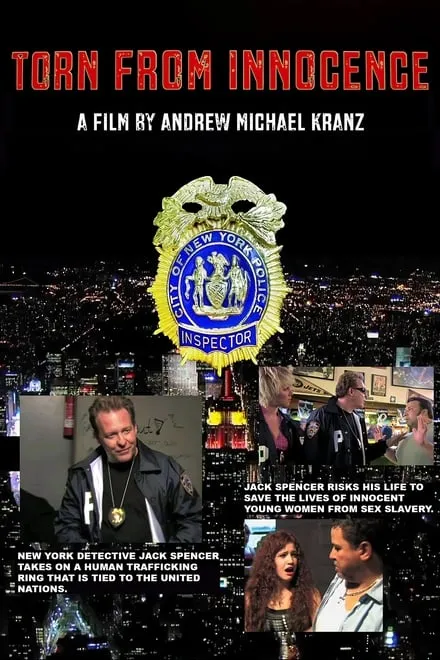 TORN FROM INNOCENCE
A FILM BY ANDREW MICHAEL KRANZ
CITY OF NEW YORK POLICE
INSPECTOR
JETS
P
P
JACK SPENCER RISKS HIS LIFE TO
SAVE THE LIVES OF INNOCENT
YOUNG WOMEN FROM SEX SLAVERY.
NEW YORK DETECTIVE JACK SPENCER
TAKES ON A HUMAN TRAFFICKING
RING THAT IS TIED TO THE UNITED
NATIONS.